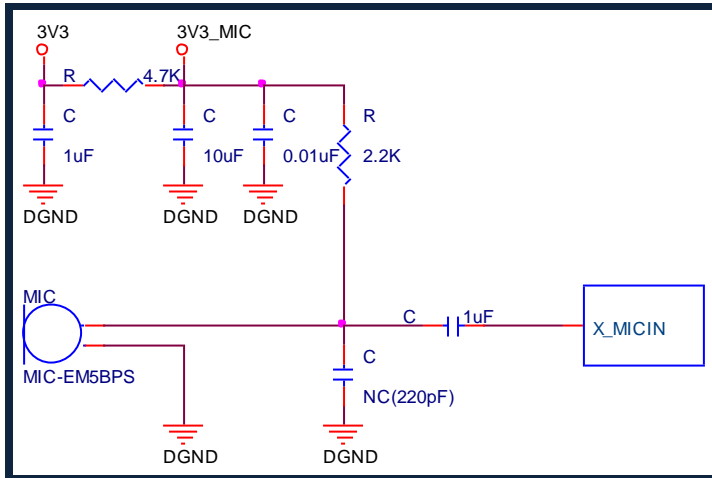 3V3
3V3_MIC
R
4.7K
C
C
C
R
1uF
10uF
0.01uF
2.2K
DGND
DGND
DGND
MIC
C
1uF
X_MICIN
C
MIC-EM5BPS
NC(220pF)
DGND
DGND